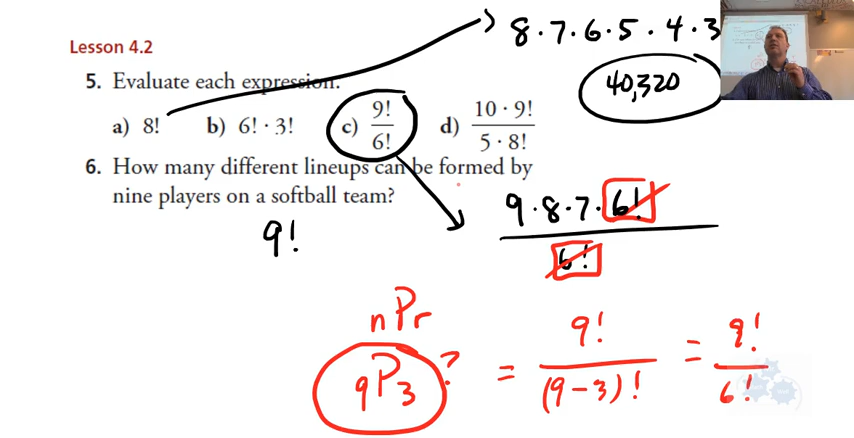 Lesson 4.2
8 · 7 · 6 · 5 · 4 · 3
5. Evaluate each expression.
40,320
a) 8! b) 6! · 3! c) 9!/6! d) 10 · 9!/5 · 8!
6. How many different lineups can be formed by
nine players on a softball team?
9!
9 · 8 · 7 · 6!
6!
nPr
9P3? = 9!/(9-3)! = 9!/6!